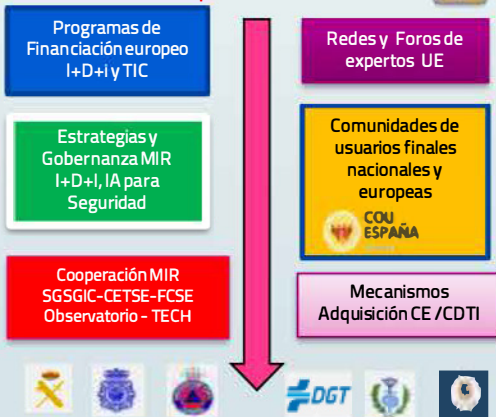 Programas de
Financiación europeo
I+D+i y TIC
Redes y Foros de
expertos UE
Estrategias y
Gobernanza MIR
I+D+I, IA para
Seguridad
Comunidades de
usuarios finales
nacionales y
europeas
COU
ESPAÑA
Cooperación MIR
SGSGIC-CETSE-FCSE
Observatorio - TECH
Mecanismos
Adquisición CE /CDTI
DGT